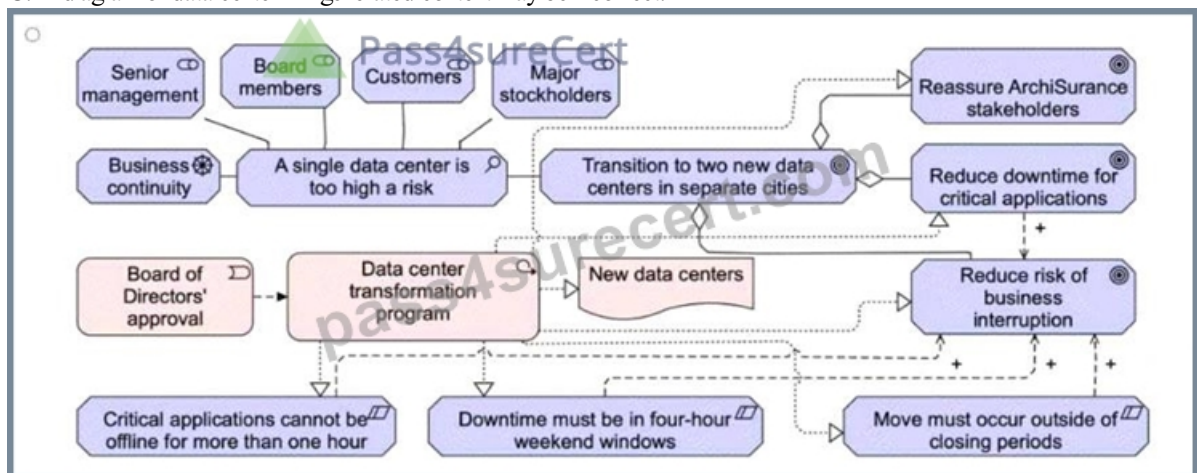 Pass4sureCert
Senior
management
Board
members
Customers
Major
stockholders
Reassure ArchiSurance
stakeholders
Business
continuity
A single data center is
too high a risk
Transition to two new data
centers in separate cities
Reduce downtime for
critical applications
+
Board of
Directors'
approval
Data center
transformation
program
New data centers
Reduce risk of
business
interruption
pass4surecert.com
+
+
+
Critical applications cannot be
offline for more than one hour
Downtime must be in four-hour
weekend windows
Move must occur outside of
closing periods